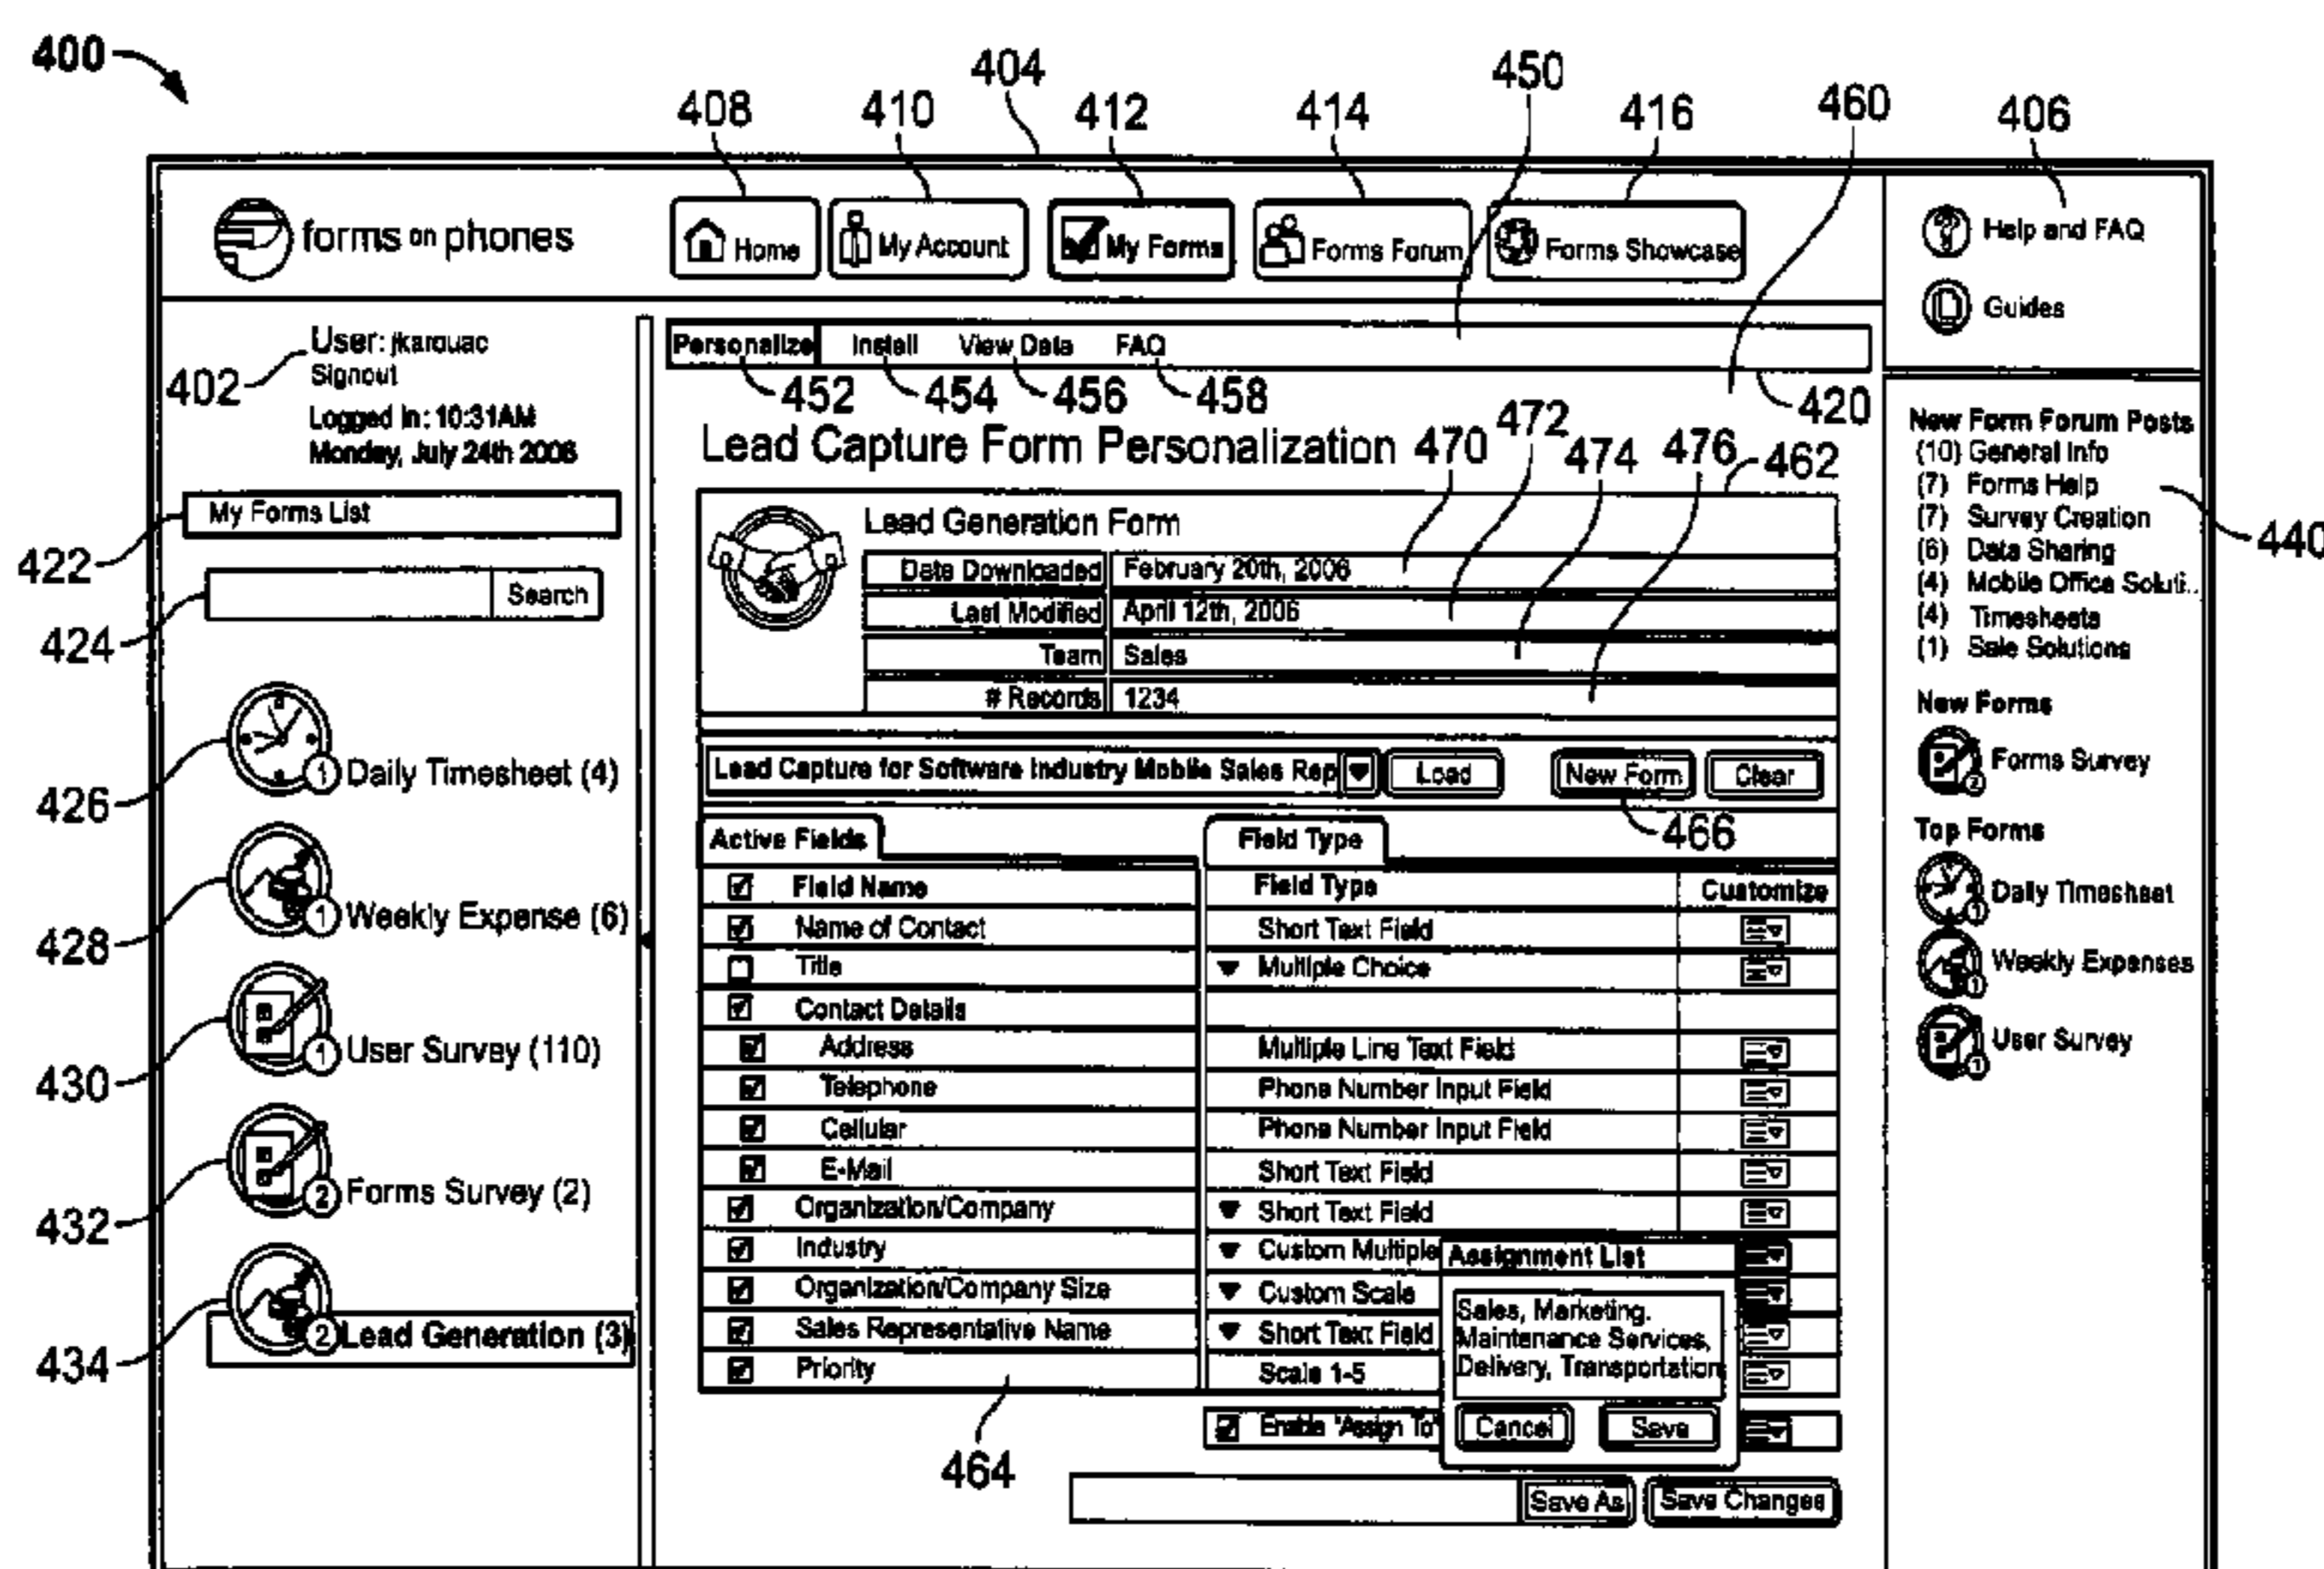 400
404
450
408 410 412 414 416 460 406
forms on phones
Home
My Account
My Forms
Forms Forum
Forms Showcase
Help and FAQ
Guides
User: jkarouac
Signout
402
Logged in: 10:31AM
Monday, July 24th 2006
Personalize Install View Data FAQ
452 454 456 458 420
Lead Capture Form Personalization
470 472 474 476 462
My Forms List
422
Search
424
426
Daily Timesheet (4)
1
428
Weekly Expense (6)
1
430
User Survey (110)
1
432
Forms Survey (2)
2
434
Lead Generation (3)
2
Lead Generation Form
Date Downloaded February 20th, 2006
Last Modified April 12th, 2006
Team Sales
# Records 1234
Lead Capture for Software Industry Mobile Sales Rep Load New Form Clear
466
Active Fields Field Type
Field Name Field Type Customize
Name of Contact Short Text Field
Title Multiple Choice
Contact Details
Address Multiple Line Text Field
Telephone Phone Number Input Field
Cellular Phone Number Input Field
E-Mail Short Text Field
Organization/Company Short Text Field
Industry Custom Multiple
Organization/Company Size Custom Scale
Sales Representative Name Short Text Field
Priority Scale 1-5
464
Enable "Assign To"
Assignment List
Sales, Marketing.
Maintenance Services,
Delivery, Transportation
Cancel Save
Save As Save Changes
New Form Forum Posts
(10) General Info
(7) Forms Help
(7) Survey Creation
(6) Data Sharing
(4) Mobile Office Soluti..
(4) Timesheets
(1) Sale Solutions
440
New Forms
Forms Survey
2
Top Forms
Daily Timesheet
1
Weekly Expenses
1
User Survey
1